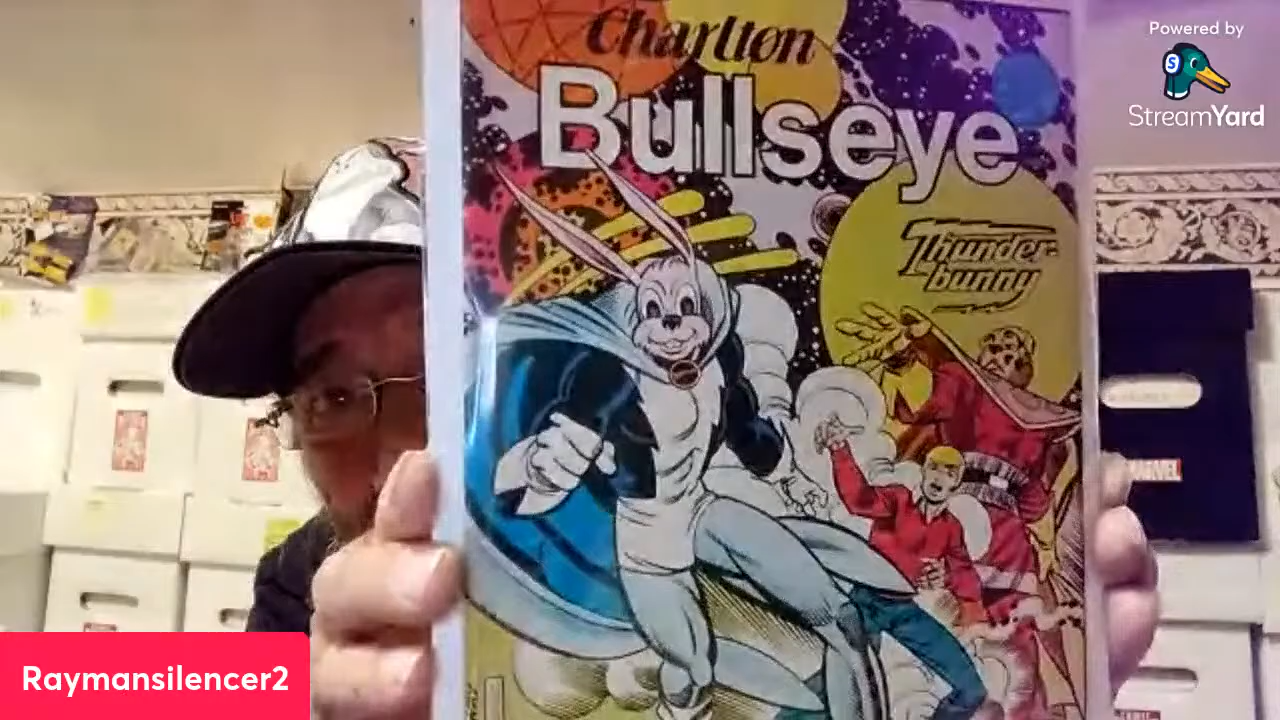 Charlton
Bullseye
Thunder-
bunny
Powered by
S
StreamYard
MARVEL
Raymansilencer2